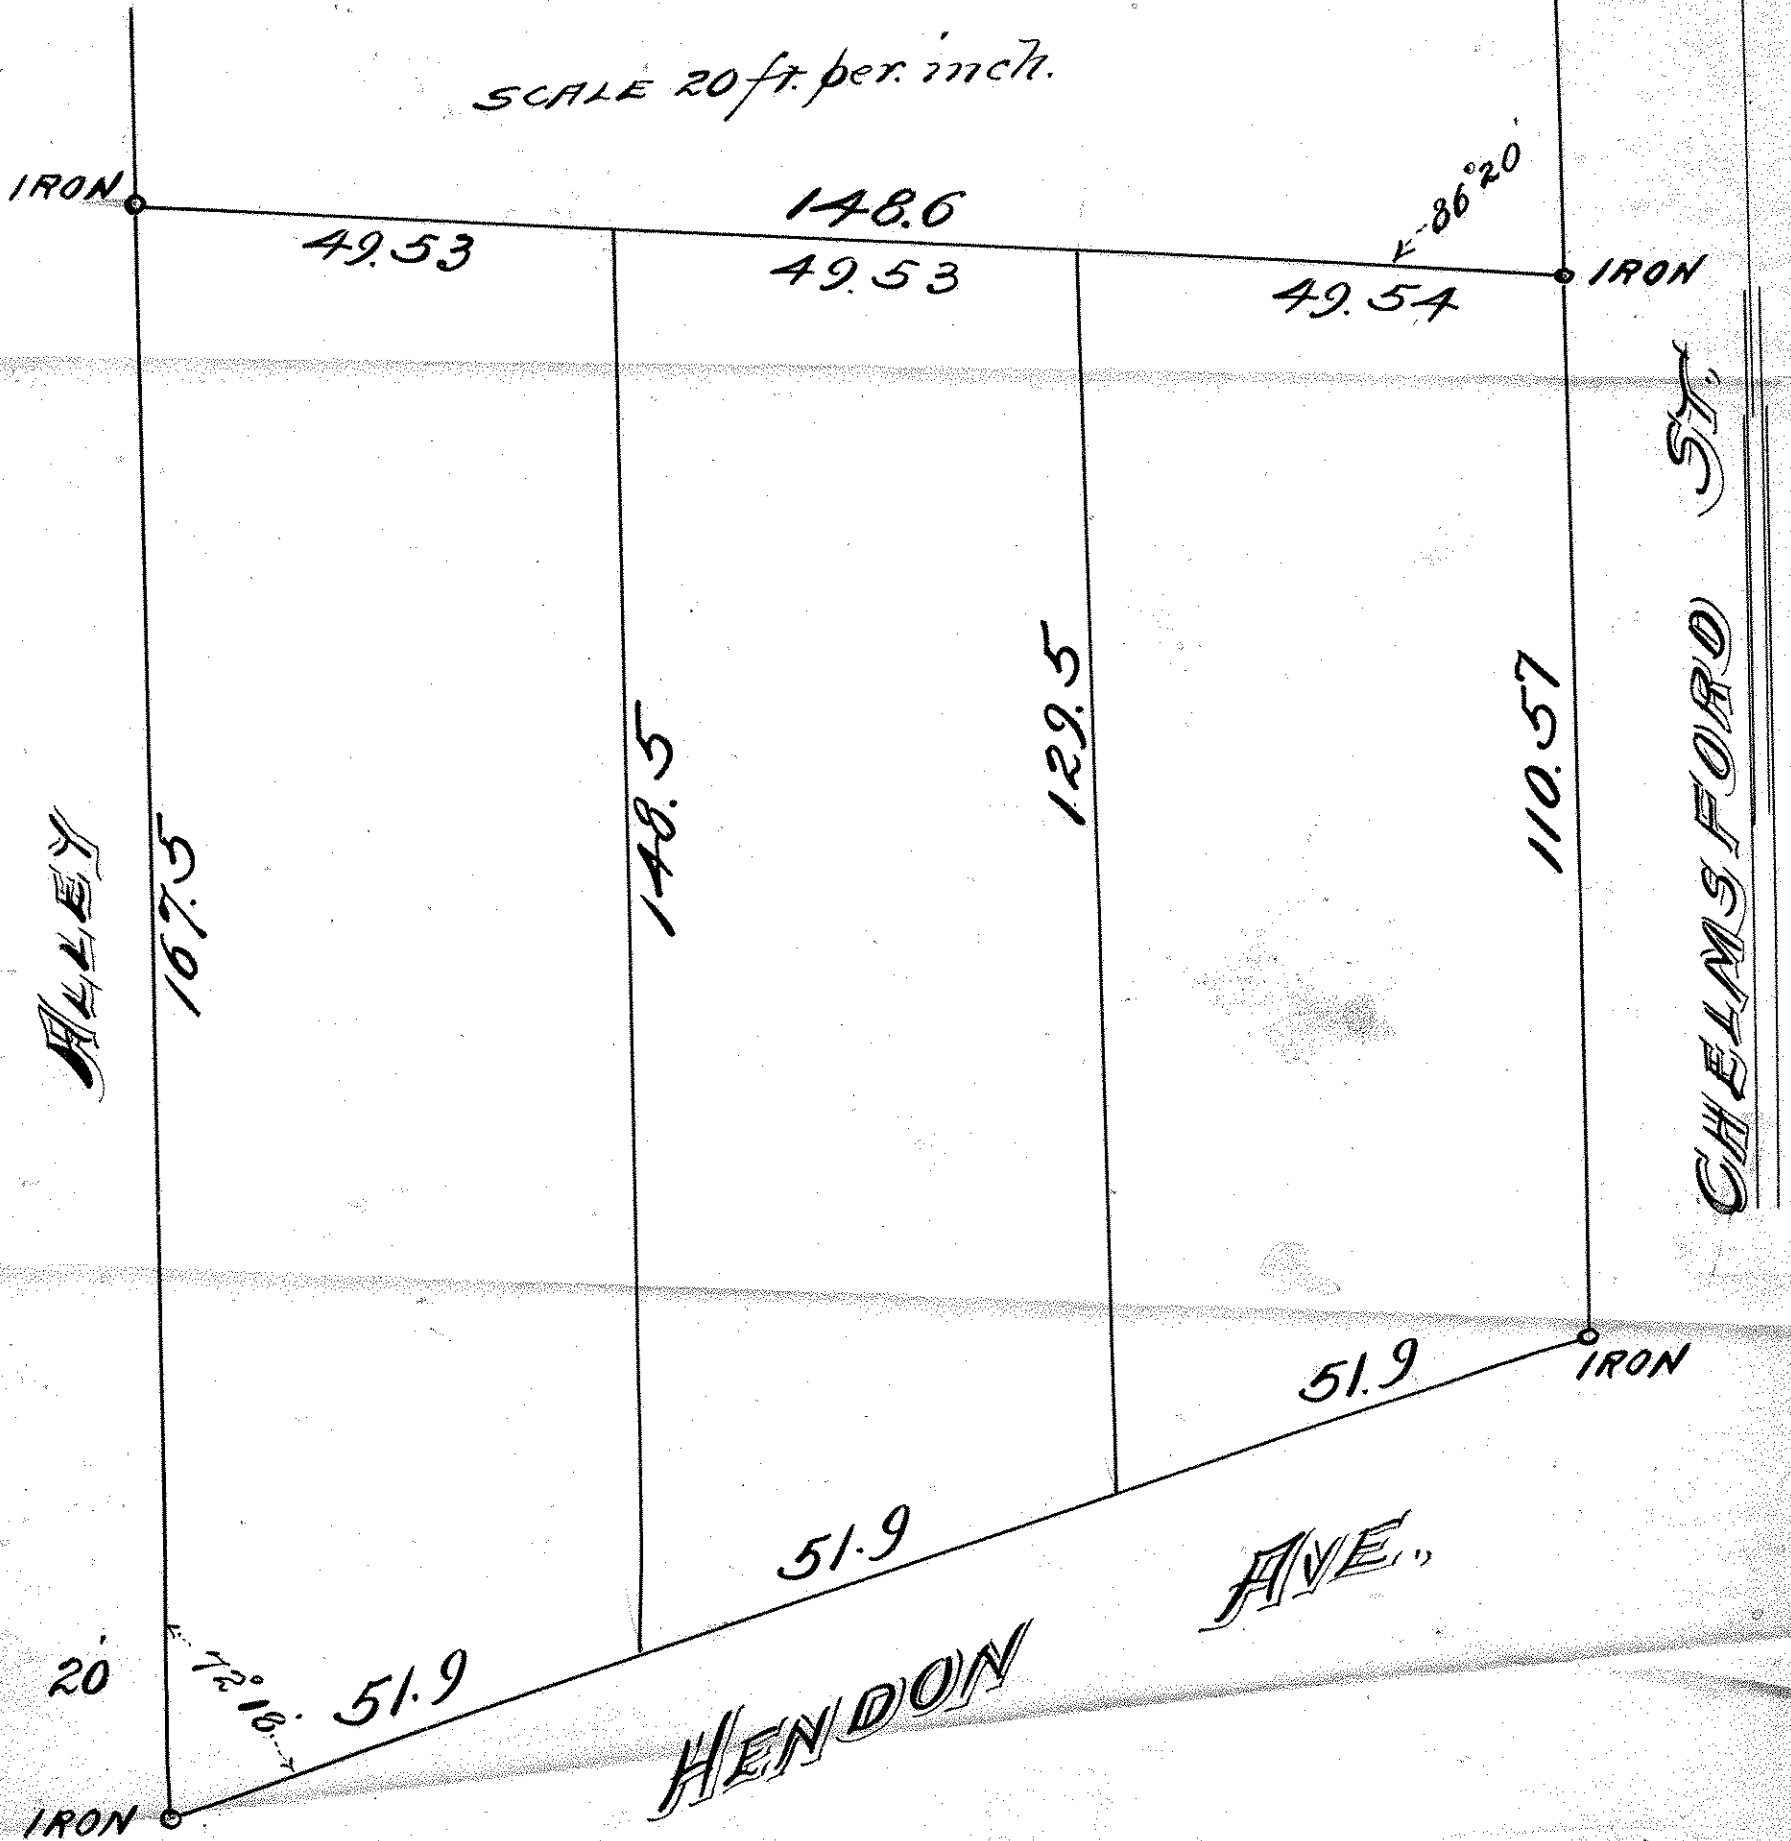 SCALE 20 ft. per. inch.
IRON
148.6
86°20'
49.53
49.53
49.54
IRON
ALLEY
167.5
148.5
129.5
110.57
CHELMSFORD ST.,
51.9
IRON
51.9
51.9
20'
72°18'
HENDON AVE.,
IRON